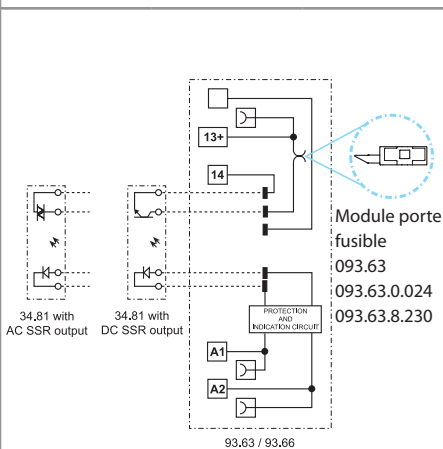 13+
14
Module porte
fusible
093.63
093.63.0.024
093.63.8.230
34.81 with
AC SSR output
34.81 with
DC SSR output
PROTECTION
AND
INDICATION CIRCUIT
A1
A2
93.63 / 93.66